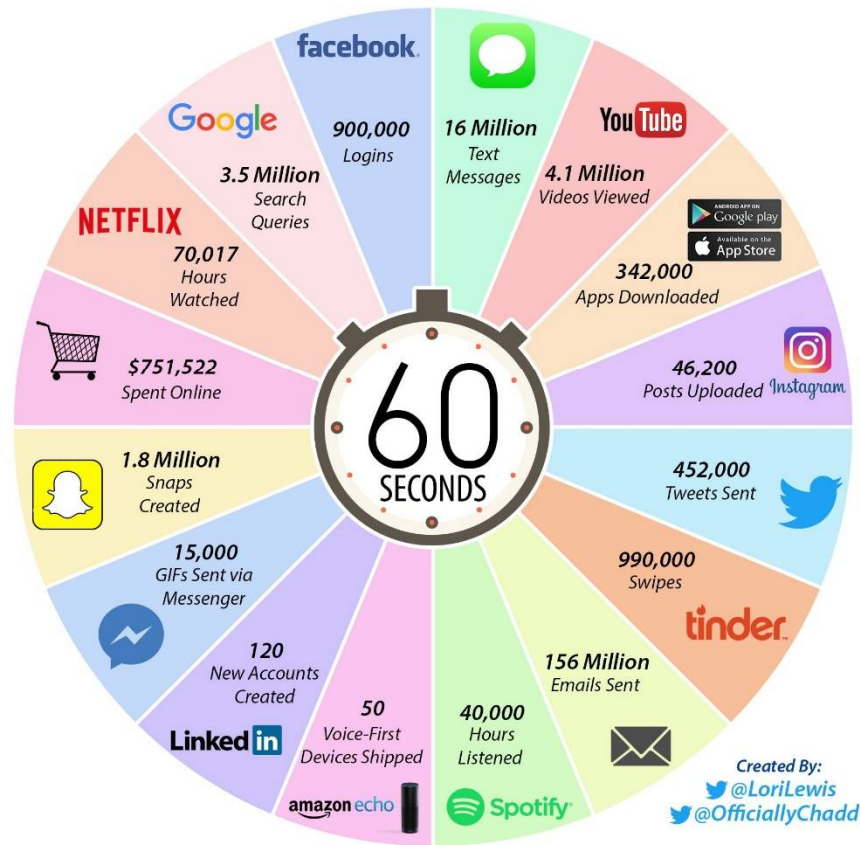 facebook.
900,000
Logins
16 Million
Text
Messages
YouTube
4.1 Million
Videos Viewed
ANDROID APP ON
Google play
Available on the
App Store
342,000
Apps Downloaded
46,200
Posts Uploaded
Instagram
452,000
Tweets Sent
990,000
Swipes
tinder
156 Million
Emails Sent
40,000
Hours
Listened
Spotify
50
Voice-First
Devices Shipped
amazon echo
120
New Accounts
Created
Linked in
15,000
GIFs Sent via
Messenger
1.8 Million
Snaps
Created
$751,522
Spent Online
NETFLIX
70,017
Hours
Watched
Google
3.5 Million
Search
Queries
60
SECONDS
Created By:
@LoriLewis
@OfficiallyChadd